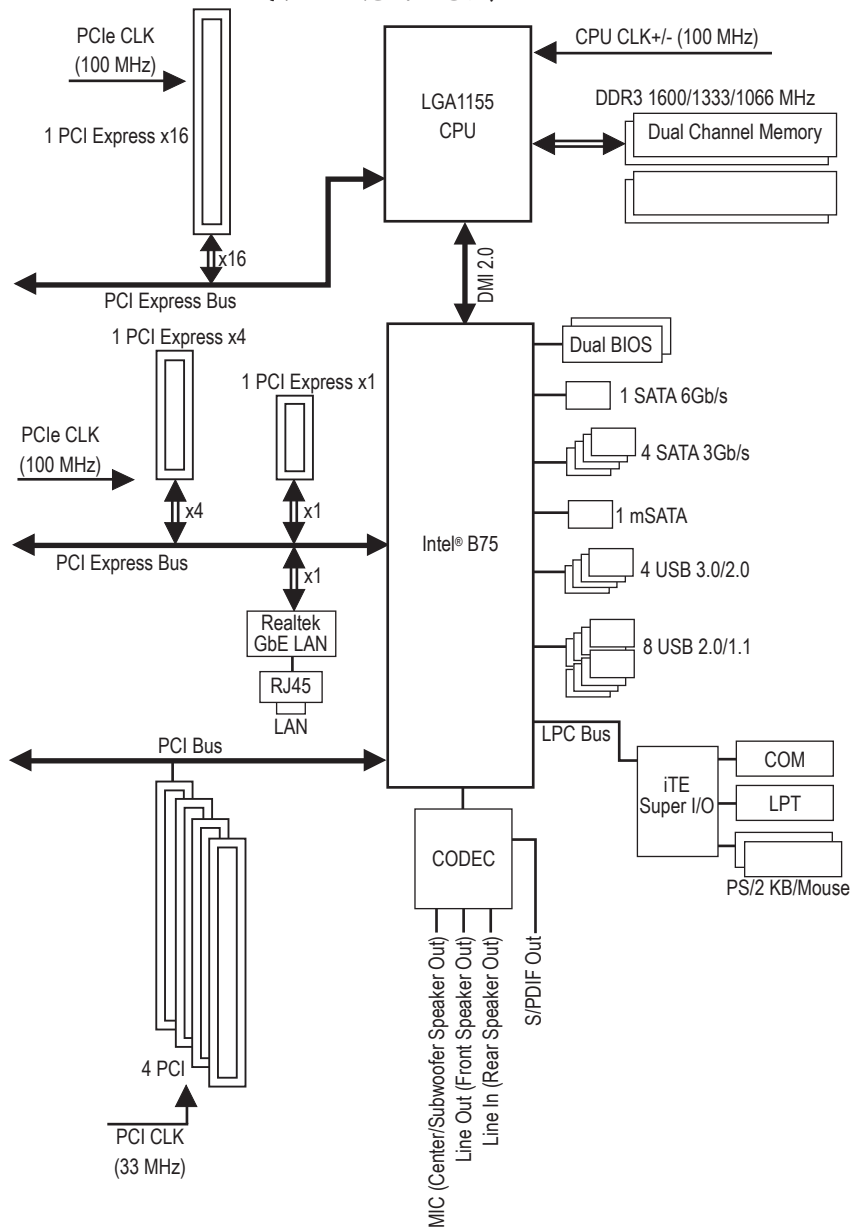 PCIe CLK
(100 MHz)
1 PCI Express x16
x16
PCI Express Bus
LGA1155
CPU
CPU CLK+/- (100 MHz)
DDR3 1600/1333/1066 MHz
Dual Channel Memory
DMI 2.0
1 PCI Express x4
1 PCI Express x1
PCIe CLK
(100 MHz)
x4
x1
PCI Express Bus
x1
Realtek
GbE LAN
RJ45
LAN
Intel® B75
Dual BIOS
1 SATA 6Gb/s
4 SATA 3Gb/s
1 mSATA
4 USB 3.0/2.0
8 USB 2.0/1.1
LPC Bus
iTE
Super I/O
COM
LPT
PS/2 KB/Mouse
PCI Bus
4 PCI
PCI CLK
(33 MHz)
CODEC
MIC (Center/Subwoofer Speaker Out)
Line Out (Front Speaker Out)
Line In (Rear Speaker Out)
S/PDIF Out